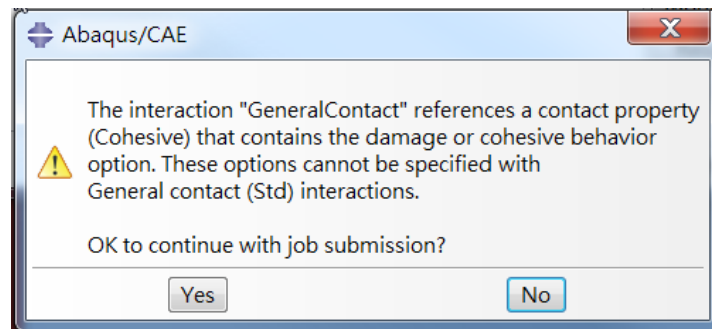 Abaqus/CAE
The interaction "GeneralContact" references a contact property
(Cohesive) that contains the damage or cohesive behavior
option. These options cannot be specified with
General contact (Std) interactions.
OK to continue with job submission?
Yes No